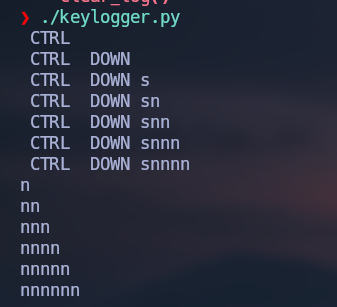 clear_log()
❯ ./keylogger.py
CTRL
CTRL  DOWN
CTRL  DOWN s
CTRL  DOWN sn
CTRL  DOWN snn
CTRL  DOWN snnn
CTRL  DOWN snnnn
n
nn
nnn
nnnn
nnnnn
nnnnnn